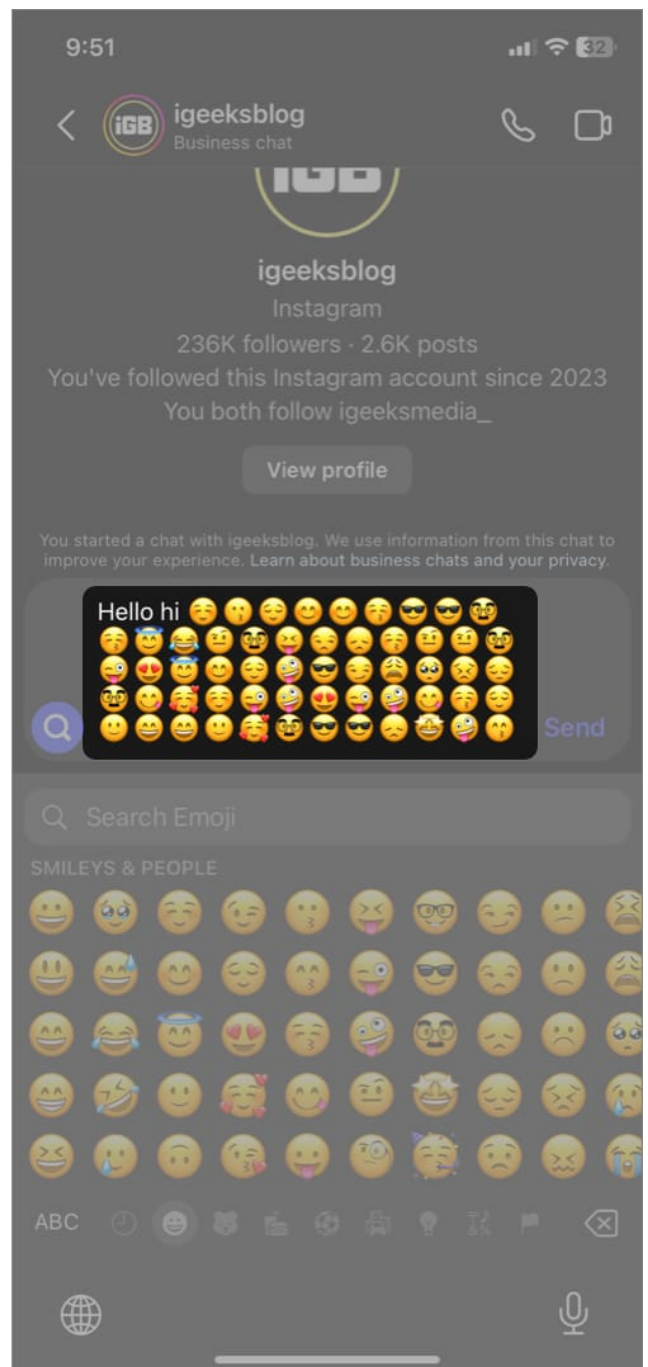 9:51
32
iGB
igeeksblog
Business chat
iGB
igeeksblog
Instagram
236K followers · 2.6K posts
You've followed this Instagram account since 2023
You both follow igeeksmedia_
View profile
You started a chat with igeeksblog. We use information from this chat to
improve your experience. Learn about business chats and your privacy.
Hello hi
Send
Search Emoji
SMILEYS & PEOPLE
ABC